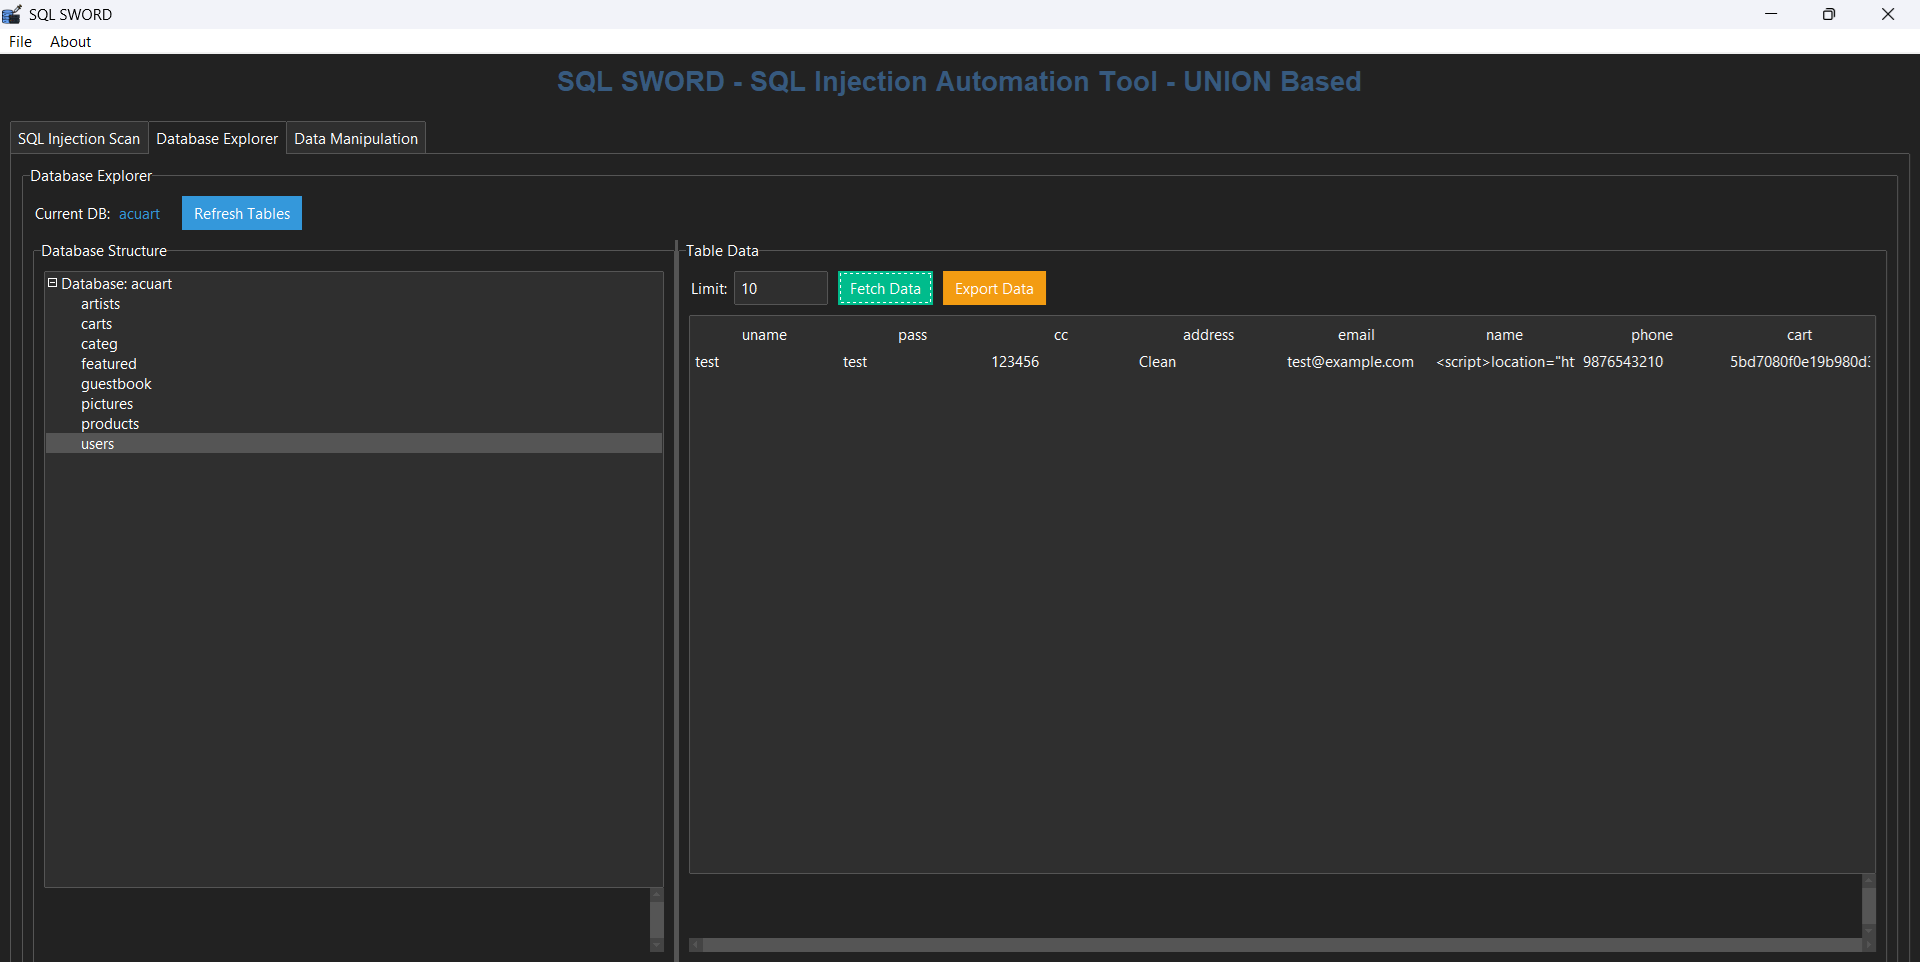 SQL SWORD
File About
SQL SWORD - SQL Injection Automation Tool - UNION Based
SQL Injection Scan Database Explorer Data Manipulation
Database Explorer
Current DB: acuart Refresh Tables
Database Structure
Database: acuart
artists
carts
categ
featured
guestbook
pictures
products
users
Table Data
Limit: 10 Fetch Data Export Data
uname pass cc address email name phone cart
test test 123456 Clean test@example.com <script>location="ht 9876543210 5bd7080f0e19b980d